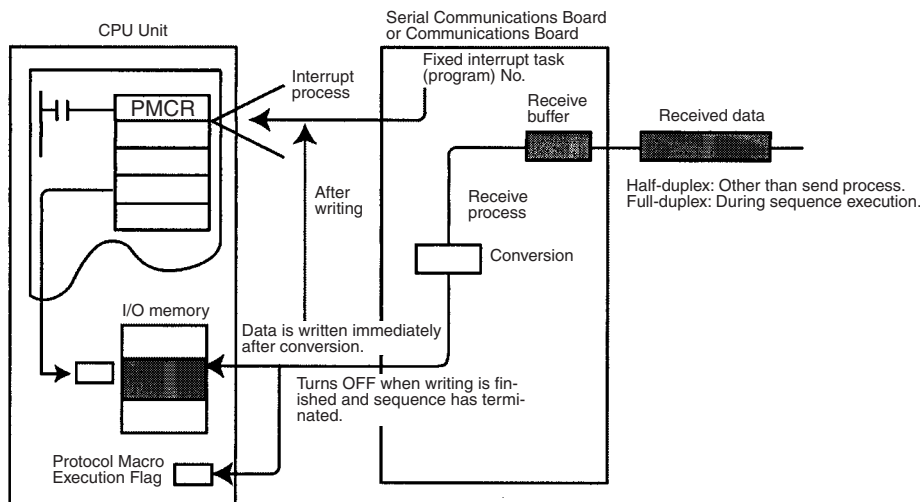 Serial Communications Board
or Communications Board
CPU Unit
Fixed interrupt task
(program) No.
Interrupt
process
PMCR
Receive
buffer
Received data
After
writing
Half-duplex: Other than send process.
Full-duplex: During sequence execution.
Receive
process
Conversion
I/O memory
Data is written immediately
after conversion.
Turns OFF when writing is fin-
ished and sequence has termi-
nated.
Protocol Macro
Execution Flag